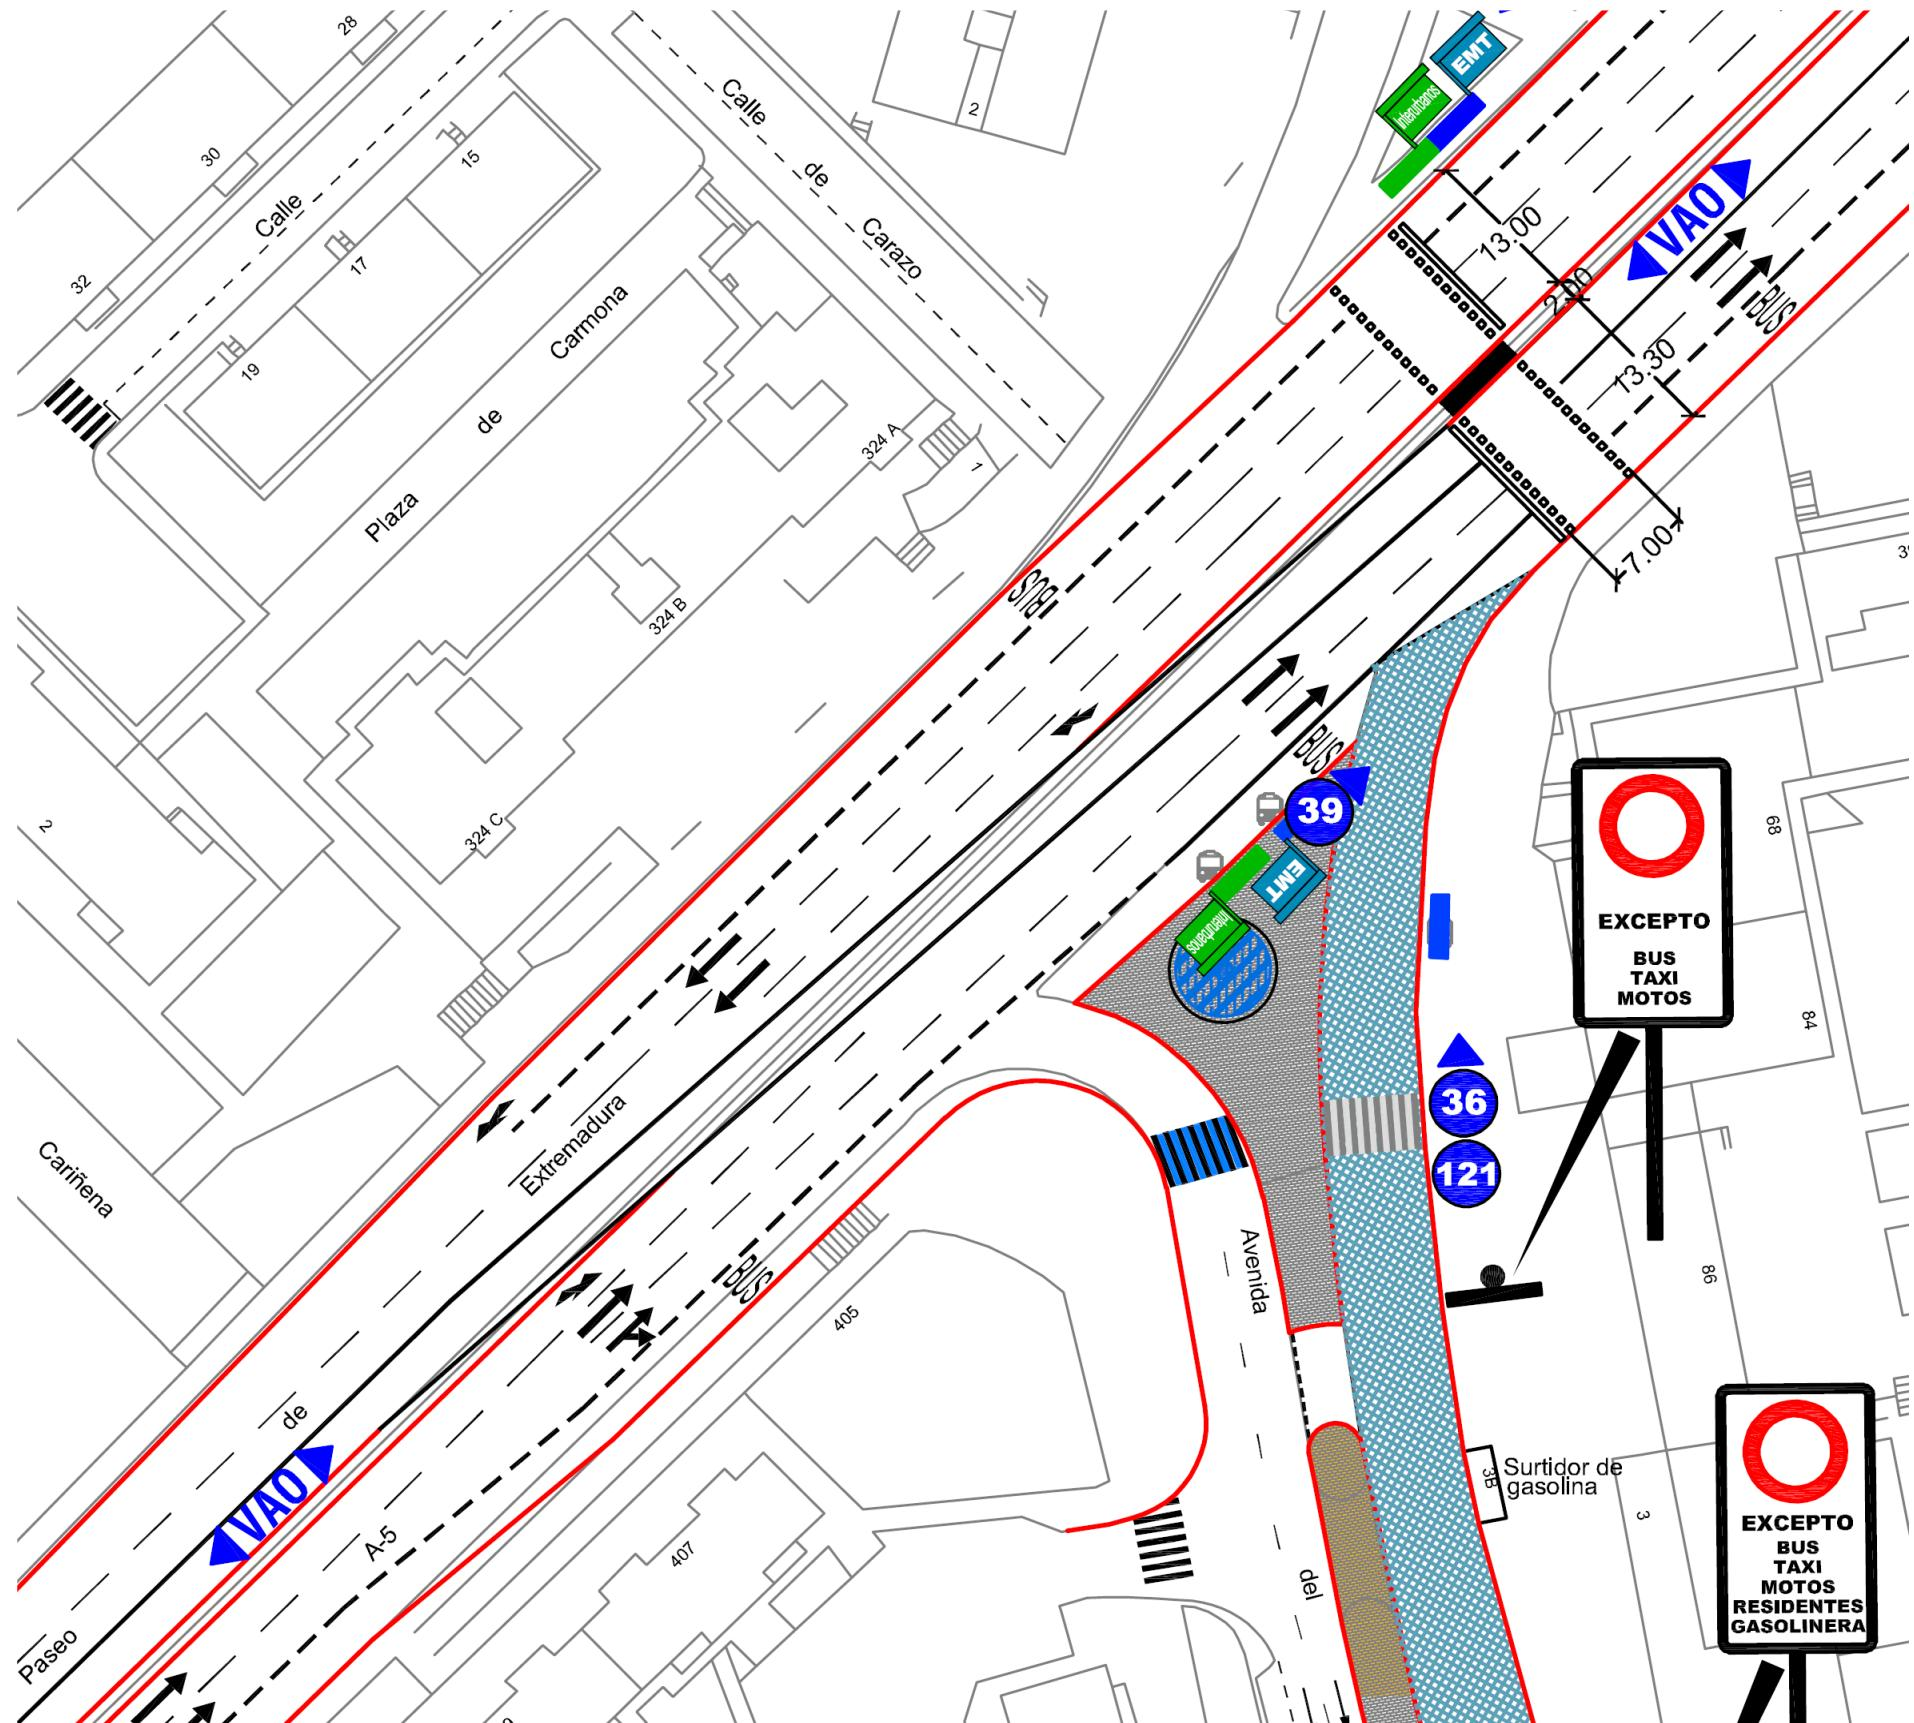 28
EMT
Interurbanos
2
Calle
de
Carazo
30
15
Calle
VAO
13.00
17
2.00
BUS
32
19
Carmona
de
Plaza
13.30
324 A
1
7.00
324 B
BUS
BUS
39
324 C
2
68
EXCEPTO
BUS
TAXI
MOTOS
EMT
Interurbanos
84
36
121
Extremadura
Cariñena
Avenida
BUS
86
405
de
VAO
A-5
407
3B
Surtidor de
gasolina
3
del
EXCEPTO
BUS
TAXI
MOTOS
RESIDENTES
GASOLINERA
Paseo